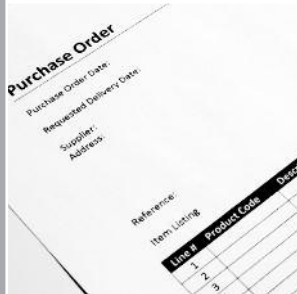 Purchase Order
Purchase Order Date:
Requested Delivery Date:
Supplier:
Address:
Reference:
Item Listing
Line # Product Code
1
2
3